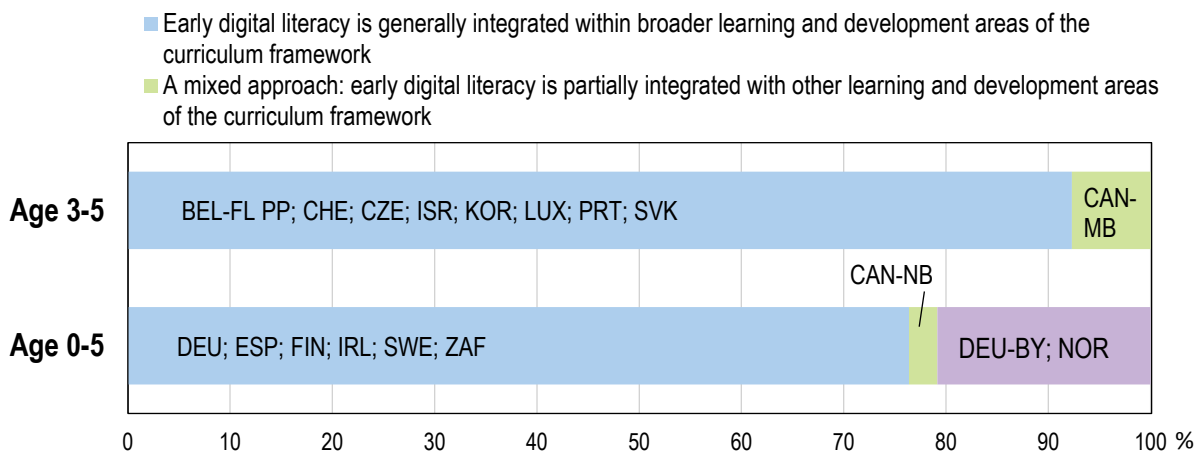 Early digital literacy is generally integrated within broader learning and development areas of the
curriculum framework
A mixed approach: early digital literacy is partially integrated with other learning and development areas
of the curriculum framework
Age 3-5
BEL-FL PP; CHE; CZE; ISR; KOR; LUX; PRT; SVK
CAN-
MB
CAN-NB
Age 0-5
DEU; ESP; FIN; IRL; SWE; ZAF
DEU-BY; NOR
0 10 20 30 40 50 60 70 80 90 100 %